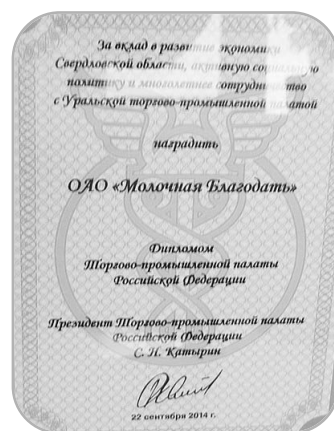 За вклад в развитие экономики
Свердловской области, активную социальную
политику и многолетнее сотрудничество
с Уральской торгово-промышленной палатой
наградить
ОАО «Молочная Благодать»
Дипломом
Торгово-промышленной палаты
Российской Федерации
Президент Торгово-промышленной палаты
Российской Федерации
С. Н. Катырин
22 сентября 2014 г.